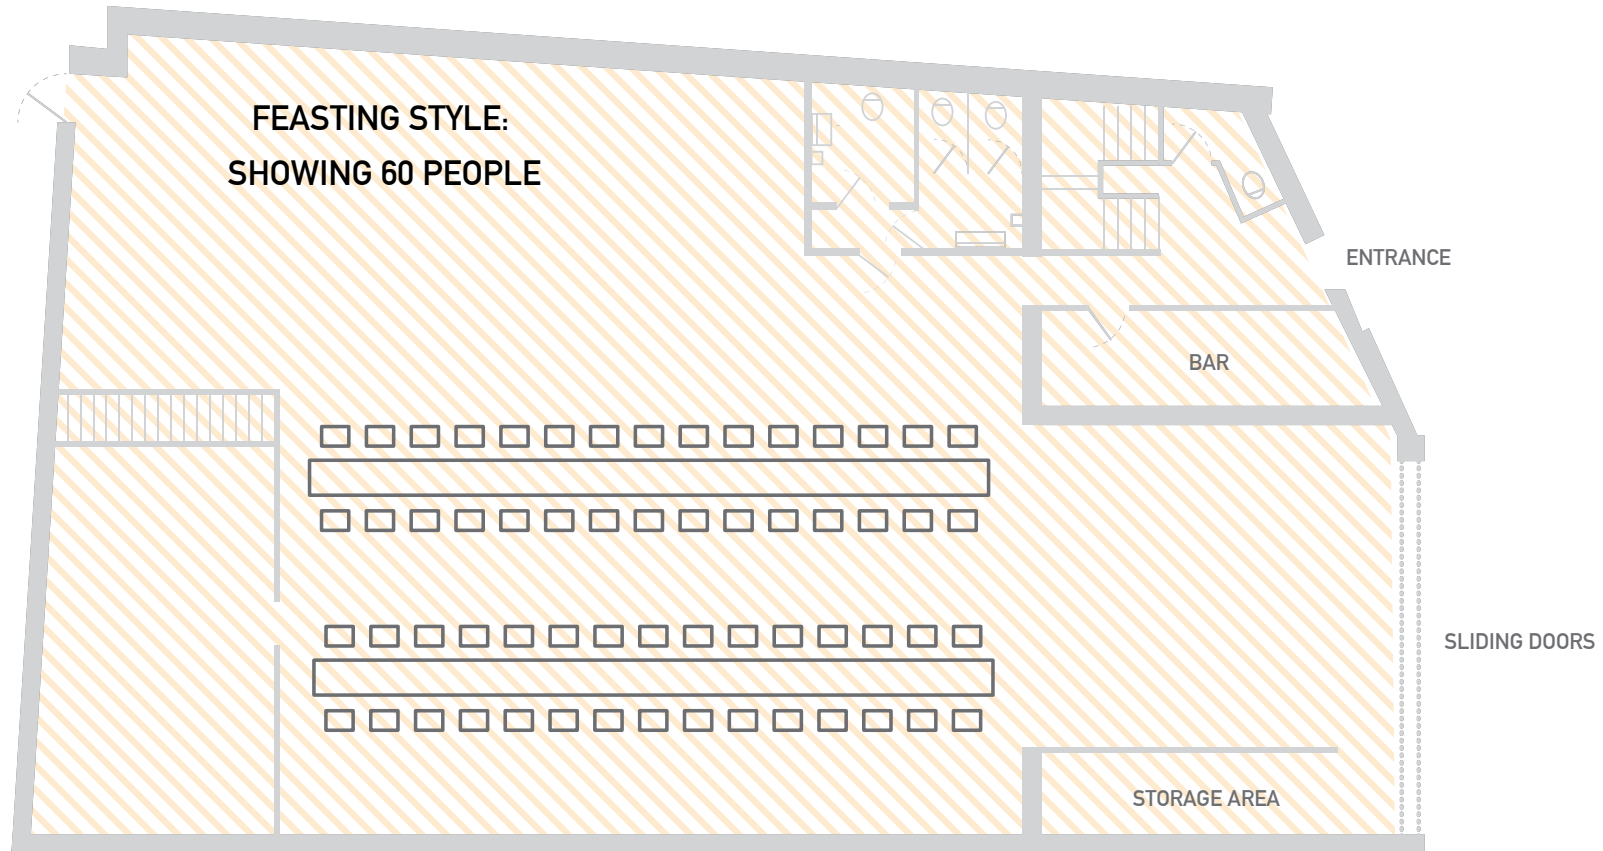 FEASTING STYLE:
SHOWING 60 PEOPLE
ENTRANCE
BAR
SLIDING DOORS
STORAGE AREA